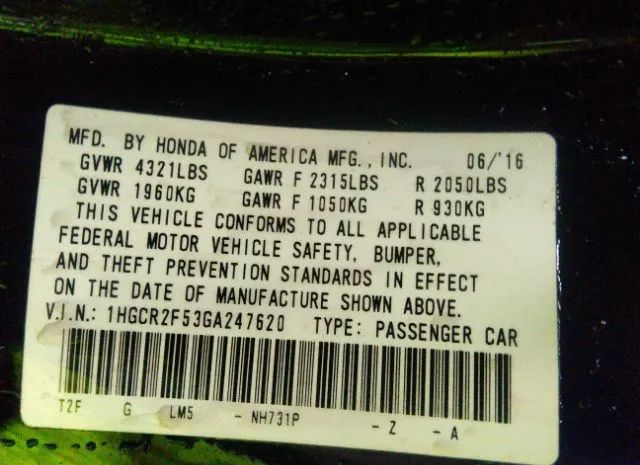 MFD. BY HONDA OF AMERICA MFG., INC. 06/'16
GVWR 4321LBS GAWR F 2315LBS R 2050LBS
GVWR 1960KG GAWR F 1050KG R 930KG
THIS VEHICLE CONFORMS TO ALL APPLICABLE
FEDERAL MOTOR VEHICLE SAFETY, BUMPER,
AND THEFT PREVENTION STANDARDS IN EFFECT
ON THE DATE OF MANUFACTURE SHOWN ABOVE.
V.I.N.: 1HGCR2F53GA247620 TYPE: PASSENGER CAR
T2F G LM5 - NH731P - Z - A